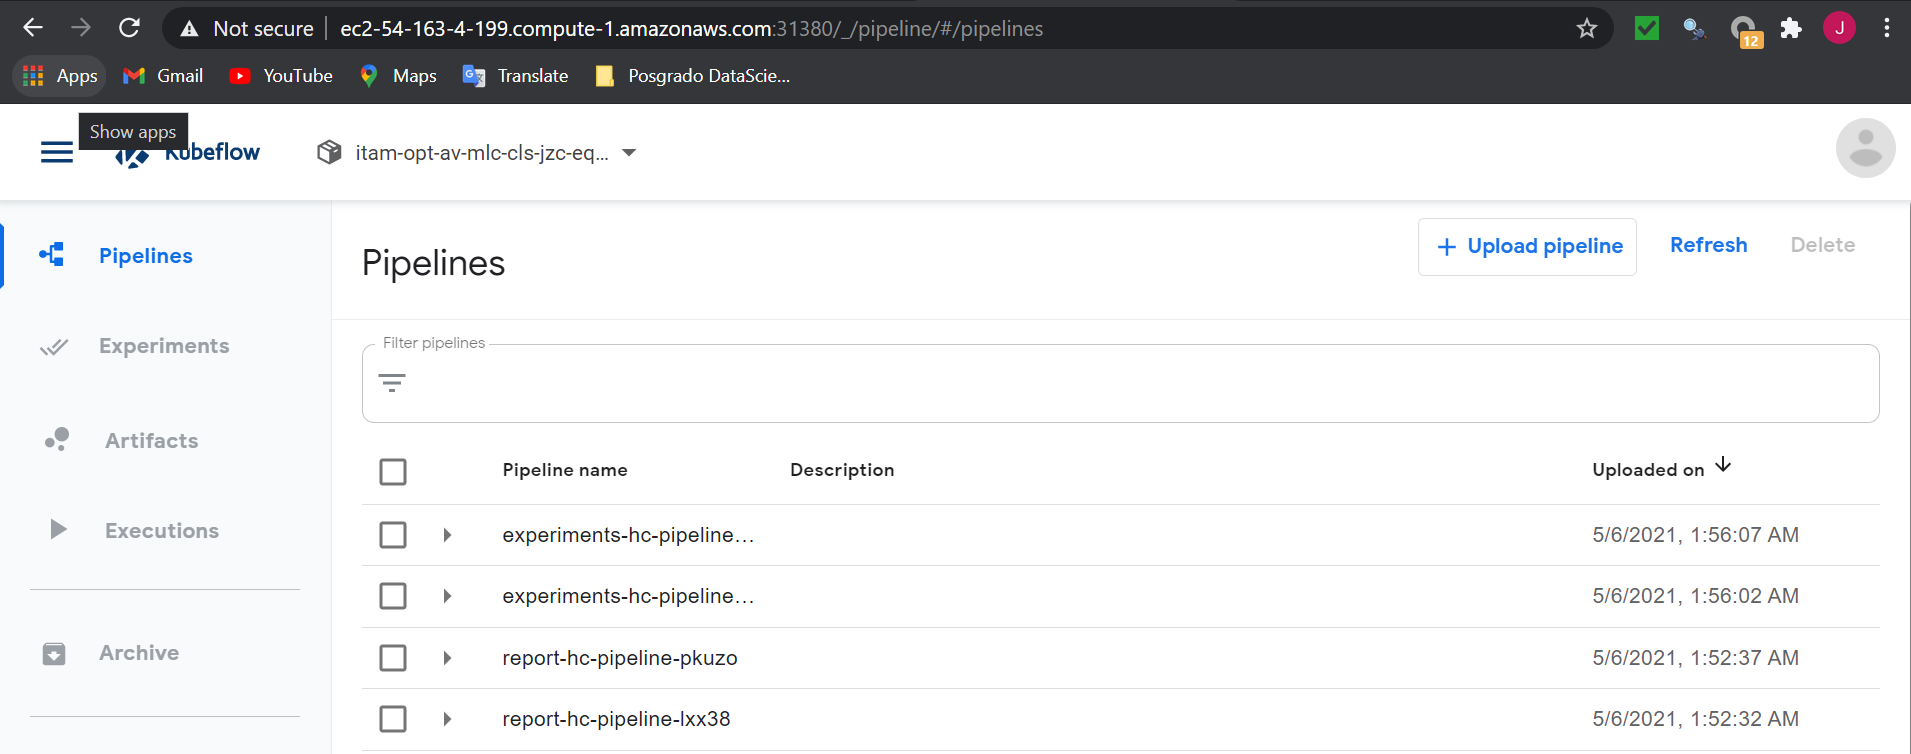 Not secure ec2-54-163-4-199.compute-1.amazonaws.com:31380/_/pipeline/#/pipelines
12
J
Apps Gmail YouTube Maps Translate Posgrado DataScie...
Show apps
Kubeflow
itam-opt-av-mlc-cls-jzc-eq...
Pipelines
Experiments
Artifacts
Executions
Archive
Pipelines
+ Upload pipeline Refresh Delete
Filter pipelines
Pipeline name Description Uploaded on
experiments-hc-pipeline... 5/6/2021, 1:56:07 AM
experiments-hc-pipeline... 5/6/2021, 1:56:02 AM
report-hc-pipeline-pkuzo 5/6/2021, 1:52:37 AM
report-hc-pipeline-lxx38 5/6/2021, 1:52:32 AM